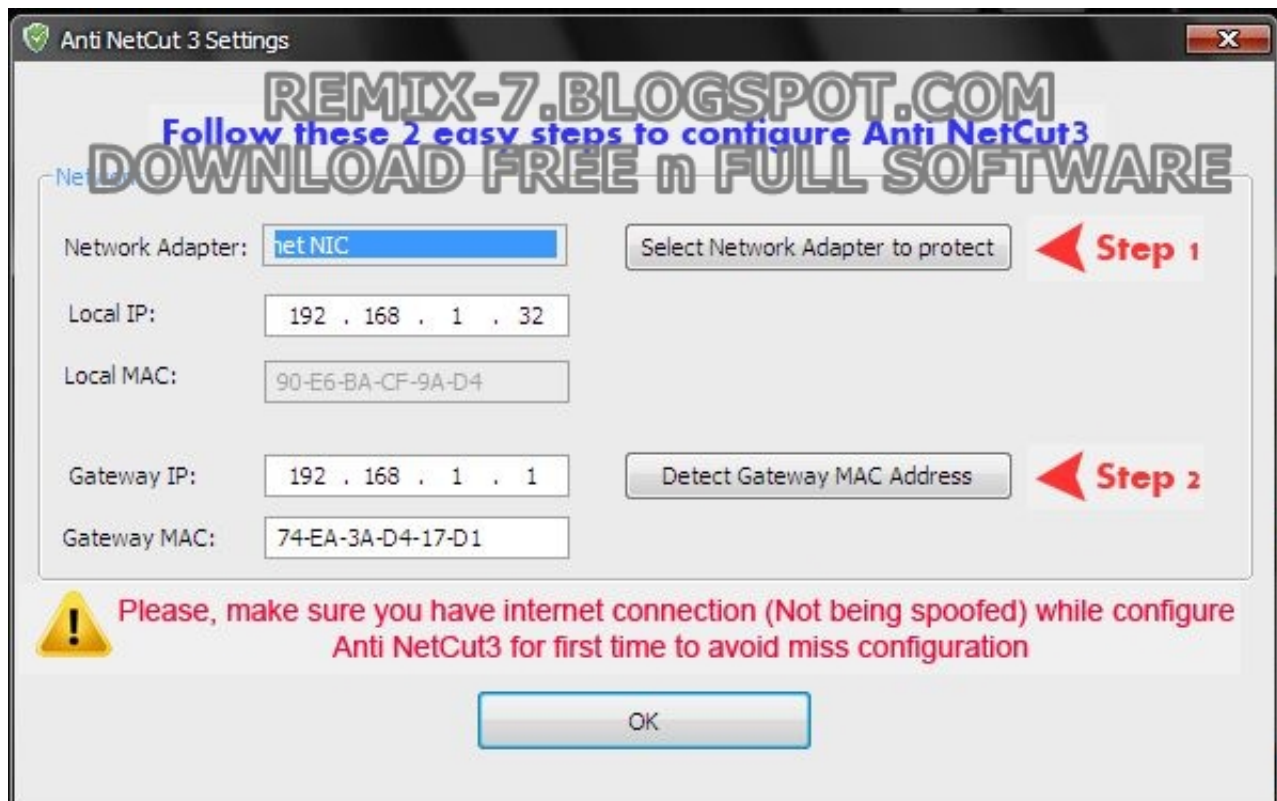 Anti NetCut 3 Settings
REMIX-7.BLOGSPOT.COM
Follow these 2 easy steps to configure Anti NetCut3
DOWNLOAD FREE n FULL SOFTWARE
Network
Network Adapter: net NIC Select Network Adapter to protect Step 1
Local IP: 192 . 168 . 1 . 32
Local MAC: 90-E6-BA-CF-9A-D4
Gateway IP: 192 . 168 . 1 . 1 Detect Gateway MAC Address Step 2
Gateway MAC: 74-EA-3A-D4-17-D1
Please, make sure you have internet connection (Not being spoofed) while configure
Anti NetCut3 for first time to avoid miss configuration
OK